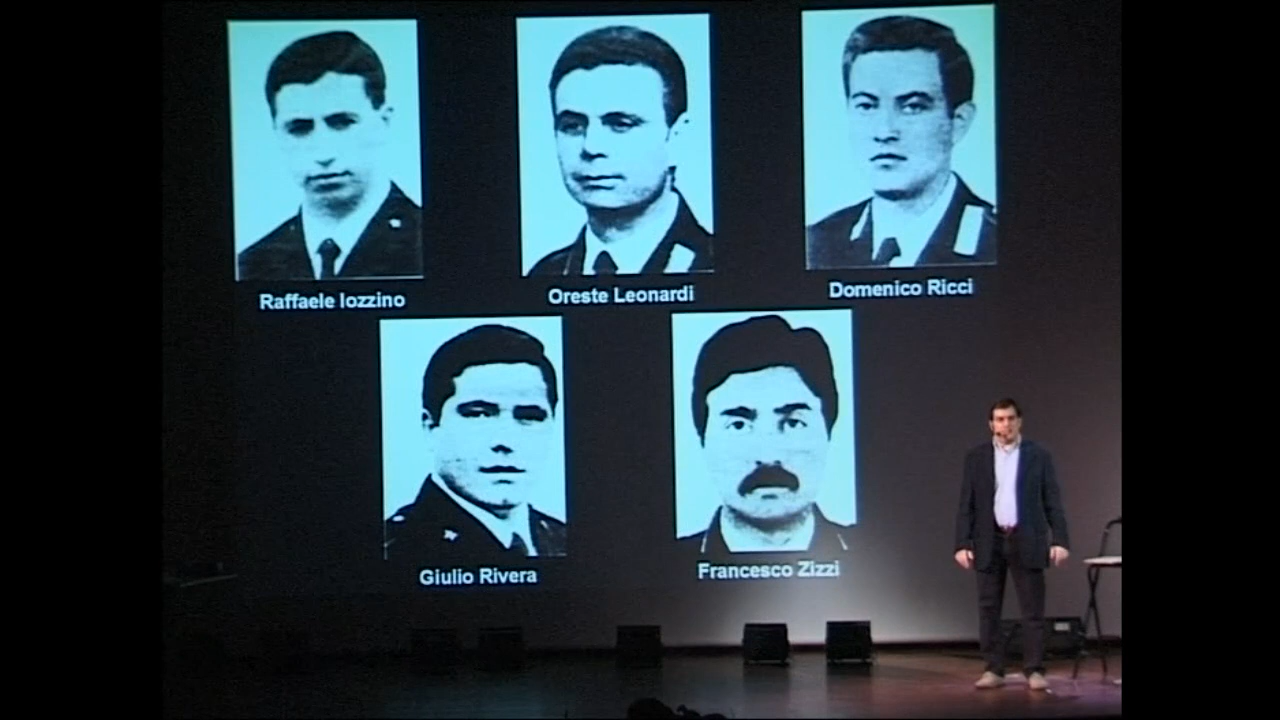 Raffaele Iozzino
Oreste Leonardi
Domenico Ricci
Giulio Rivera
Francesco Zizzi